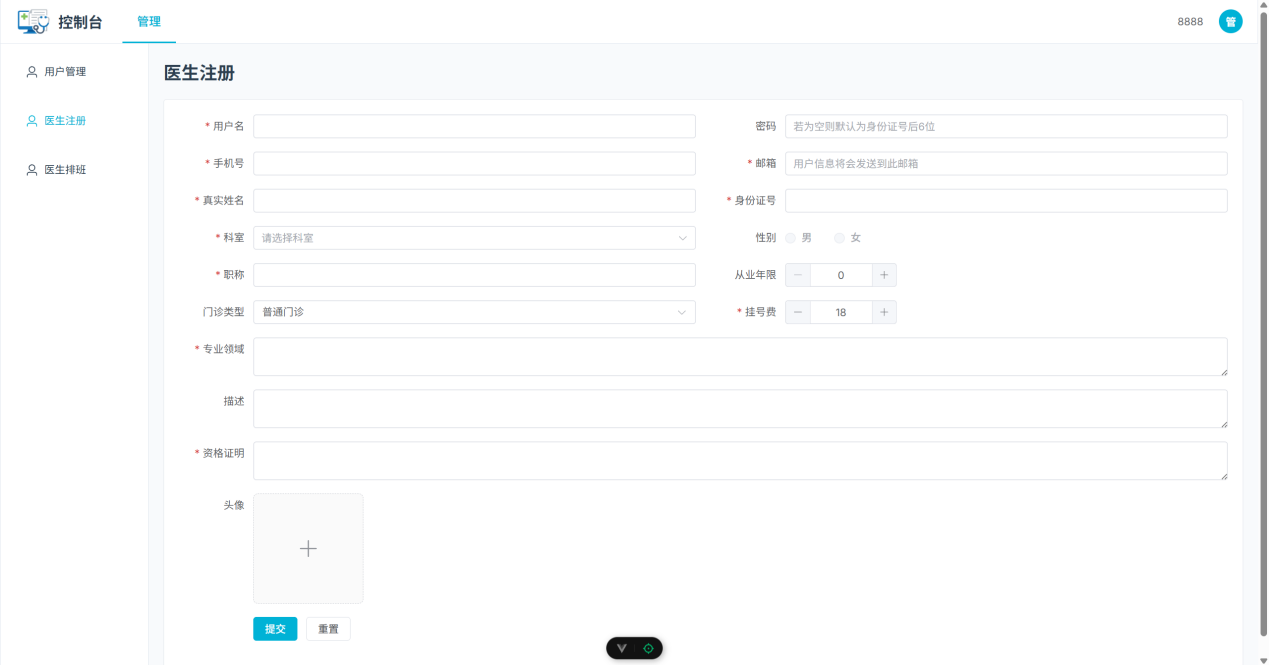 控制台 管理 8888 管
用户管理
医生注册
医生排班
医生注册
* 用户名 密码 若为空则默认为身份证号后6位
* 手机号 * 邮箱 用户信息将会发送到此邮箱
* 真实姓名 * 身份证号
* 科室 请选择科室 性别 男 女
* 职称 从业年限 − 0 +
门诊类型 普通门诊 * 挂号费 − 18 +
* 专业领域
描述
* 资格证明
头像
提交 重置